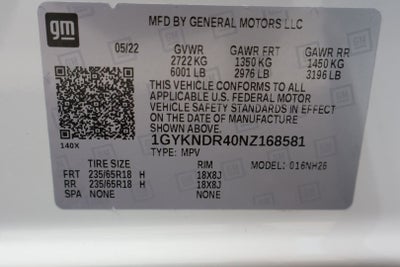 gm
MFD BY GENERAL MOTORS LLC
05/22 GVWR GAWR FRT GAWR RR
2722 KG 1350 KG 1450 KG
6001 LB 2976 LB 3196 LB
THIS VEHICLE CONFORMS TO ALL
APPLICABLE U.S. FEDERAL MOTOR
VEHICLE SAFETY STANDARDS IN EFFECT
ON THE DATE OF MANUFACTURE SHOWN ABOVE.
1GYKNDR40NZ168581
140X TYPE: MPV
TIRE SIZE RIM MODEL: 016NH26
FRT 235/65R18 H 18X8J
RR 235/65R18 H 18X8J
SPA NONE NONE